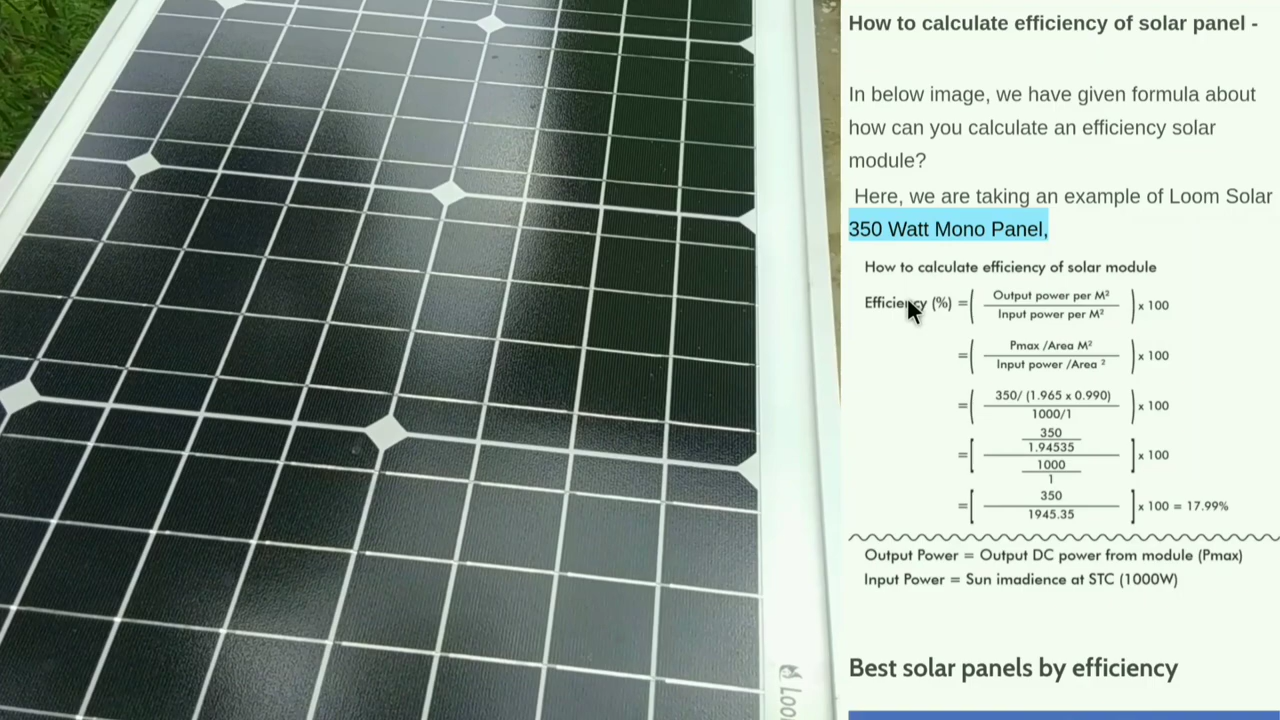 How to calculate efficiency of solar panel -
In below image, we have given formula about
how can you calculate an efficiency solar
module?
Here, we are taking an example of Loom Solar
350 Watt Mono Panel,
How to calculate efficiency of solar module
Efficiency (%) = ( Output power per M² / Input power per M² ) x 100
= ( Pmax /Area M² / Input power /Area ² ) x 100
= ( 350/ (1.965 x 0.990) / 1000/1 ) x 100
= [ 350 / 1.94535 / 1000 / 1 ] x 100
= [ 350 / 1945.35 ] x 100 = 17.99%
Output Power = Output DC power from module (Pmax)
Input Power = Sun imadience at STC (1000W)
Best solar panels by efficiency